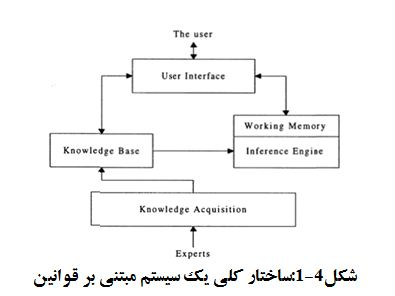 The user
User Interface
Working Memory
Knowledge Base
Inference Engine
Knowledge Acquisition
Experts
شکل4-1:ساختار کلی یک سیستم مبتنی بر قوانین